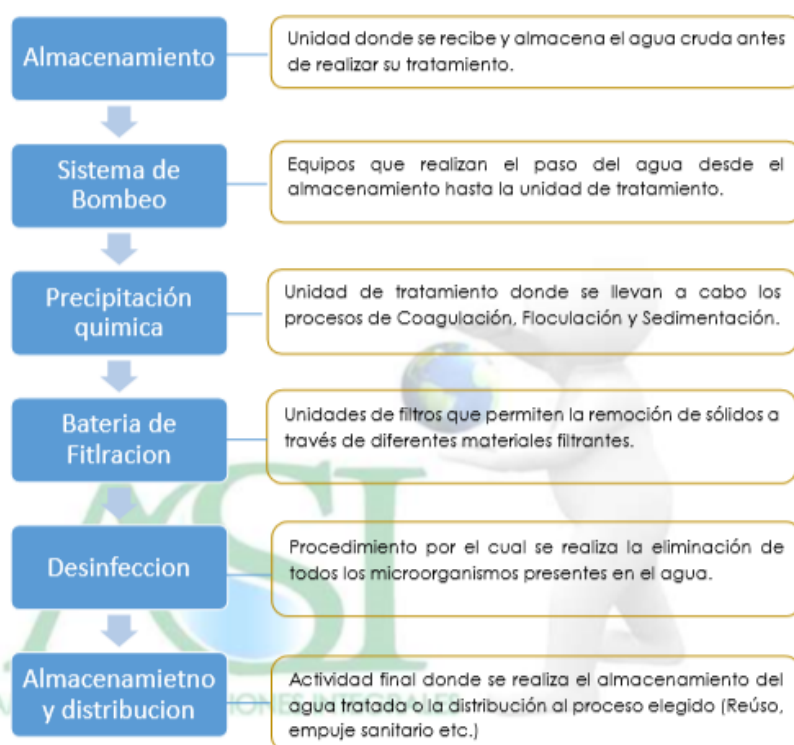 Almacenamiento
Unidad donde se recibe y almacena el agua cruda antes
de realizar su tratamiento.
Sistema de
Bombeo
Equipos que realizan el paso del agua desde el
almacenamiento hasta la unidad de tratamiento.
Precipitación
quimica
Unidad de tratamiento donde se llevan a cabo los
procesos de Coagulación, Floculación y Sedimentación.
Bateria de
Fitlracion
Unidades de filtros que permiten la remoción de sólidos a
través de diferentes materiales filtrantes.
Desinfeccion
Procedimiento por el cual se realiza la eliminación de
todos los microorganismos presentes en el agua.
Almacenamietno
y distribucion
Actividad final donde se realiza el almacenamiento del
agua tratada o la distribución al proceso elegido (Reúso,
empuje sanitario etc.)
ASI